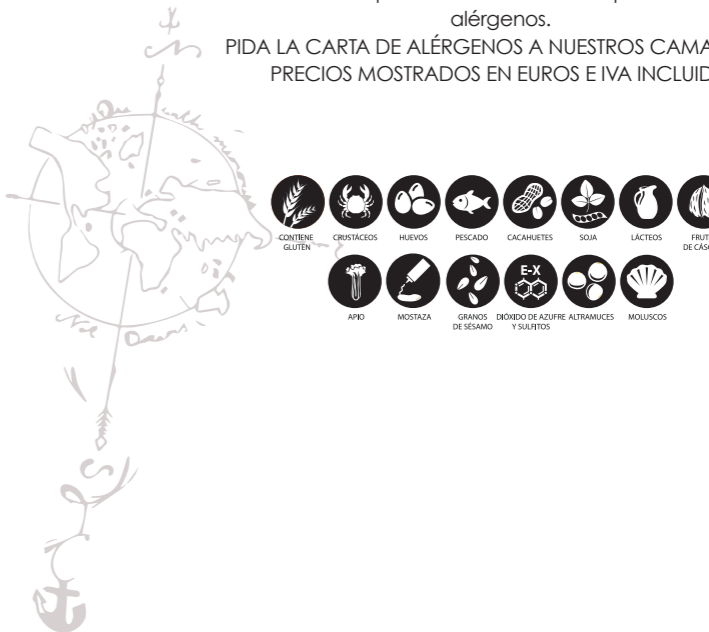 alérgenos.
PIDA LA CARTA DE ALÉRGENOS A NUESTROS CAMA
PRECIOS MOSTRADOS EN EUROS E IVA INCLUID
CONTIENE GLUTEN
CRUSTÁCEOS
HUEVOS
PESCADO
CACAHUETES
SOJA
LÁCTEOS
FRUT
DE CÁSC
APIO
MOSTAZA
GRANOS
DE SÉSAMO
DIÓXIDO DE AZUFRE
Y SULFITOS
ALTRAMUCES
MOLUSCOS
E-X
N
S